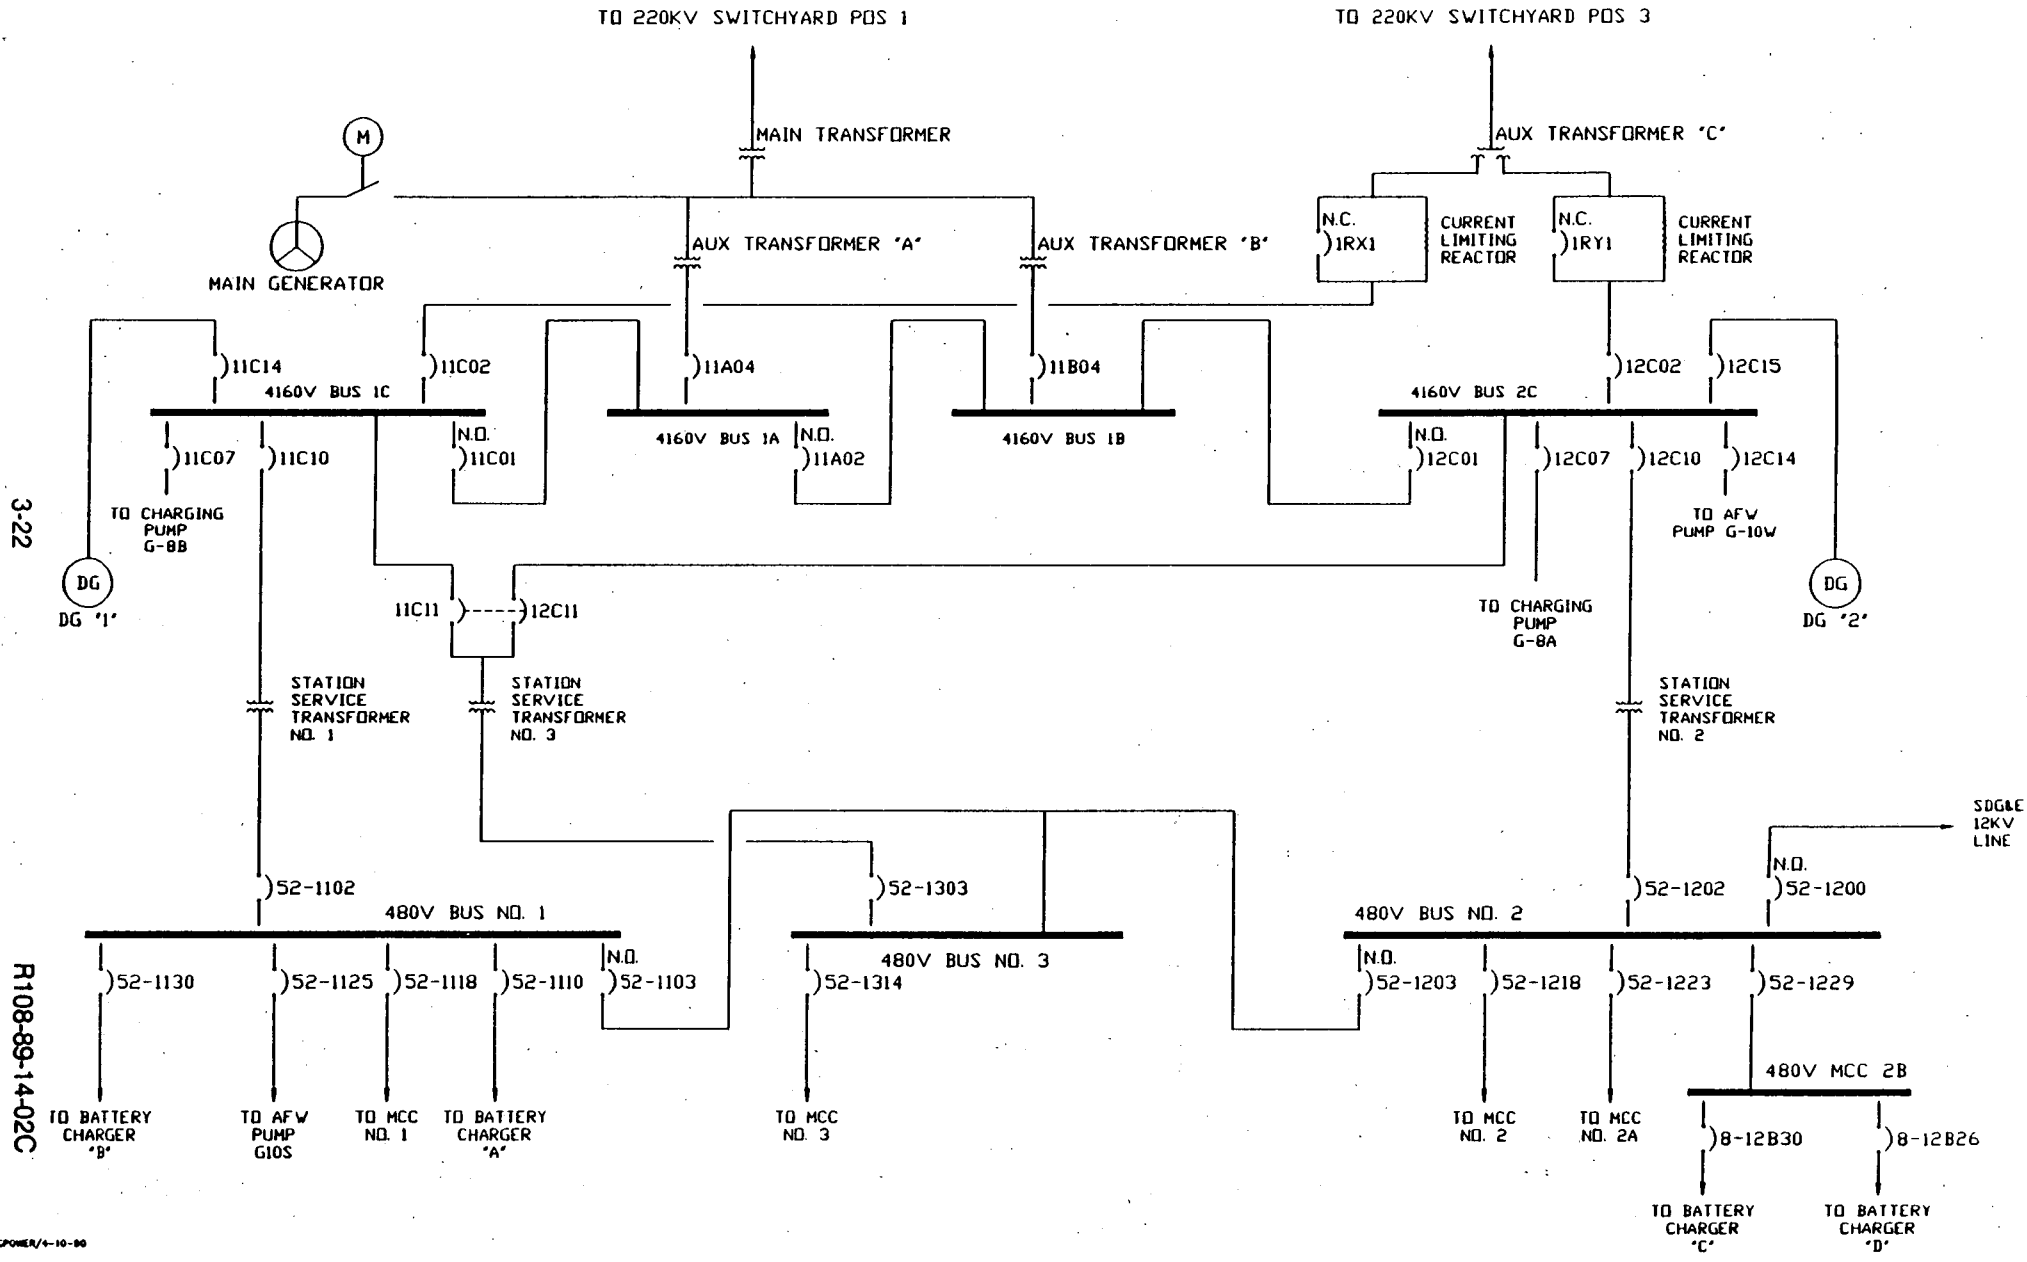 TO 220KV SWITCHYARD POS 1
TO 220KV SWITCHYARD POS 3
MAIN TRANSFORMER
AUX TRANSFORMER "C"
M
N.C.
1RX1
CURRENT
LIMITING
REACTOR
N.C.
1RY1
CURRENT
LIMITING
REACTOR
AUX TRANSFORMER "A"
AUX TRANSFORMER "B"
MAIN GENERATOR
11C14
11C02
11A04
11B04
12C02
12C15
4160V BUS 1C
4160V BUS 2C
4160V BUS 1A
4160V BUS 1B
11C07
11C10
N.O.
11C01
N.O.
11A02
N.O.
12C01
12C07
12C10
12C14
TO CHARGING
PUMP
G-8B
TO AFW
PUMP G-10W
DG
DG "1"
11C11
12C11
TO CHARGING
PUMP
G-8A
DG
DG "2"
STATION
SERVICE
TRANSFORMER
NO. 1
STATION
SERVICE
TRANSFORMER
NO. 3
STATION
SERVICE
TRANSFORMER
NO. 2
SDG&E
12KV
LINE
52-1102
52-1303
52-1202
N.O.
52-1200
480V BUS NO. 1
480V BUS NO. 3
480V BUS NO. 2
52-1130
52-1125
52-1118
52-1110
N.O.
52-1103
52-1314
N.O.
52-1203
52-1218
52-1223
52-1229
480V MCC 2B
TO BATTERY
CHARGER
"B"
TO AFW
PUMP
G10S
TO MCC
NO. 1
TO BATTERY
CHARGER
"A"
TO MCC
NO. 3
TO MCC
NO. 2
TO MCC
NO. 2A
8-12B30
8-12B26
TO BATTERY
CHARGER
"C"
TO BATTERY
CHARGER
"D"
3-22
R108-89-14-02C